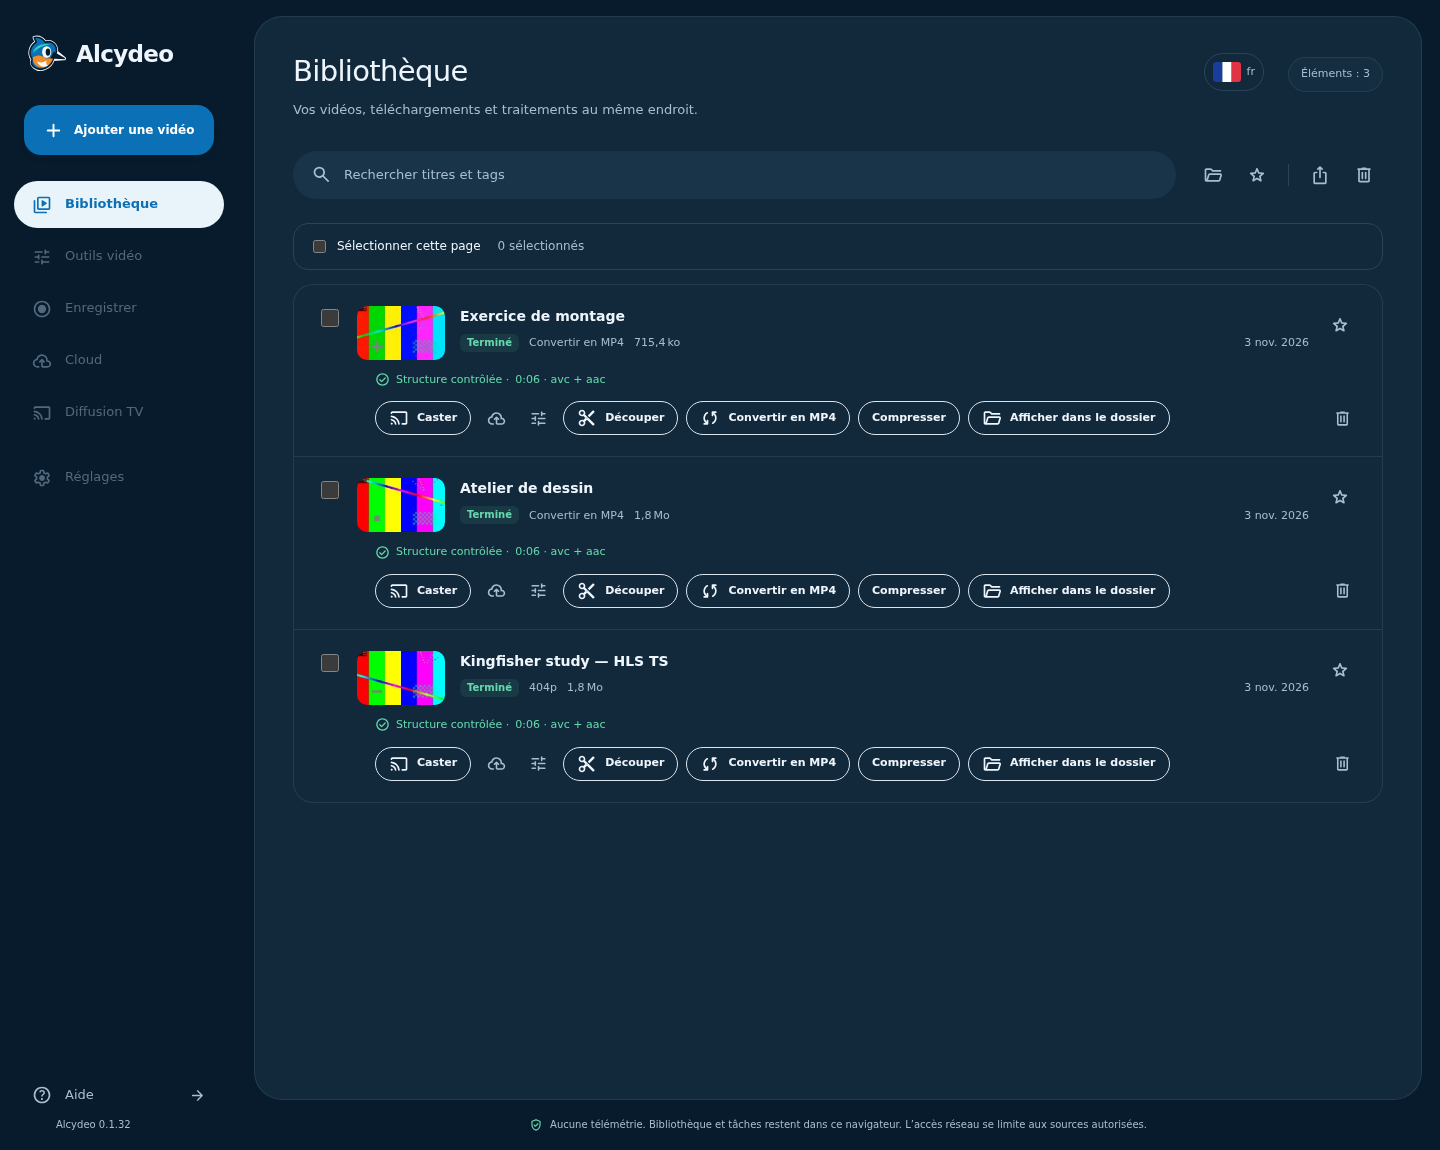 Alcydeo
Ajouter une vidéo
Bibliothèque
Outils vidéo
Enregistrer
Cloud
Diffusion TV
Réglages
Aide
Alcydeo 0.1.32
Bibliothèque
fr
Éléments : 3
Vos vidéos, téléchargements et traitements au même endroit.
Rechercher titres et tags
Sélectionner cette page 0 sélectionnés
Exercice de montage
Terminé Convertir en MP4 715,4 ko 3 nov. 2026
Structure contrôlée · 0:06 · avc + aac
Caster Découper Convertir en MP4 Compresser Afficher dans le dossier
Atelier de dessin
Terminé Convertir en MP4 1,8 Mo 3 nov. 2026
Structure contrôlée · 0:06 · avc + aac
Caster Découper Convertir en MP4 Compresser Afficher dans le dossier
Kingfisher study — HLS TS
Terminé 404p 1,8 Mo 3 nov. 2026
Structure contrôlée · 0:06 · avc + aac
Caster Découper Convertir en MP4 Compresser Afficher dans le dossier
Aucune télémétrie. Bibliothèque et tâches restent dans ce navigateur. L’accès réseau se limite aux sources autorisées.